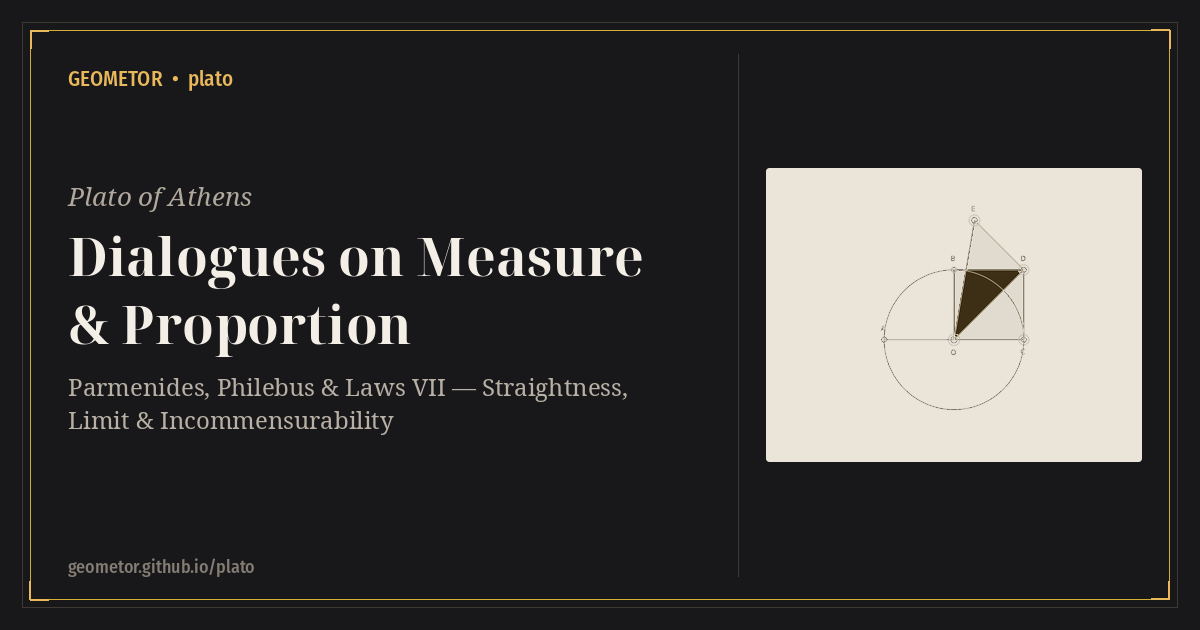 GEOMETOR • plato
Plato of Athens
Dialogues on Measure
& Proportion
Parmenides, Philebus & Laws VII — Straightness,
Limit & Incommensurability
geometor.github.io/plato
E
B
D
A
O
C